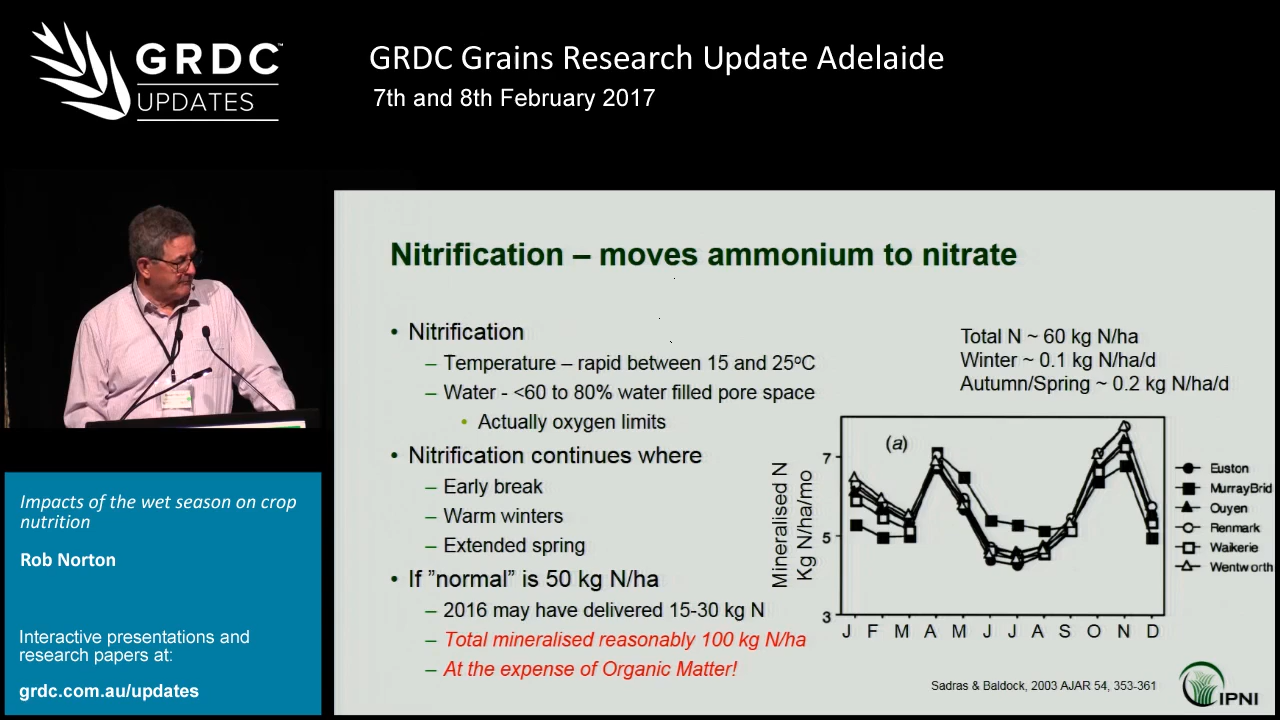 GRDC™
UPDATES
GRDC Grains Research Update Adelaide
7th and 8th February 2017
Impacts of the wet season on crop
nutrition
Rob Norton
Interactive presentations and
research papers at:
grdc.com.au/updates
Nitrification – moves ammonium to nitrate
• Nitrification
– Temperature – rapid between 15 and 25ºC
– Water - <60 to 80% water filled pore space
• Actually oxygen limits
• Nitrification continues where
– Early break
– Warm winters
– Extended spring
• If ”normal” is 50 kg N/ha
– 2016 may have delivered 15-30 kg N
– Total mineralised reasonably 100 kg N/ha
– At the expense of Organic Matter!
Total N ~ 60 kg N/ha
Winter ~ 0.1 kg N/ha/d
Autumn/Spring ~ 0.2 kg N/ha/d
Mineralised N
Kg N/ha/mo
(a)
7
5
3
J F M A M J J A S O N D
Euston
MurrayBrid
Ouyen
Renmark
Waikerie
Wentworth
Sadras & Baldock, 2003 AJAR 54, 353-361
IPNI